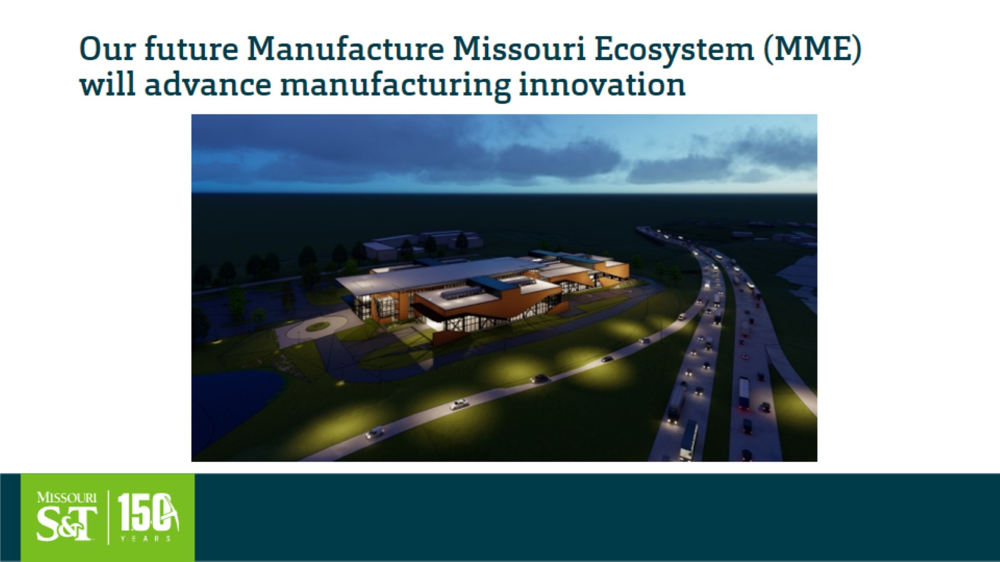 Our future Manufacture Missouri Ecosystem (MME)
will advance manufacturing innovation
MISSOURI
S&T
150
YEARS